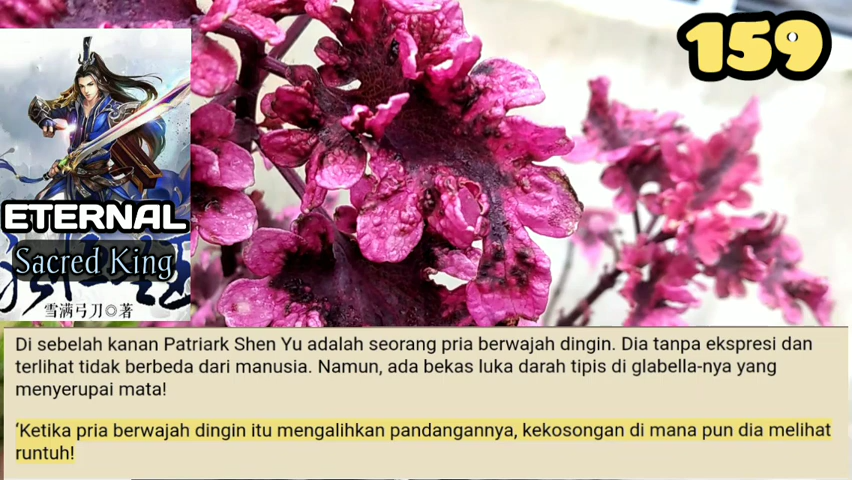 159
ETERNAL
Sacred King
雪满弓刀◎著
Di sebelah kanan Patriark Shen Yu adalah seorang pria berwajah dingin. Dia tanpa ekspresi dan
terlihat tidak berbeda dari manusia. Namun, ada bekas luka darah tipis di glabella-nya yang
menyerupai mata!
‘Ketika pria berwajah dingin itu mengalihkan pandangannya, kekosongan di mana pun dia melihat
runtuh!